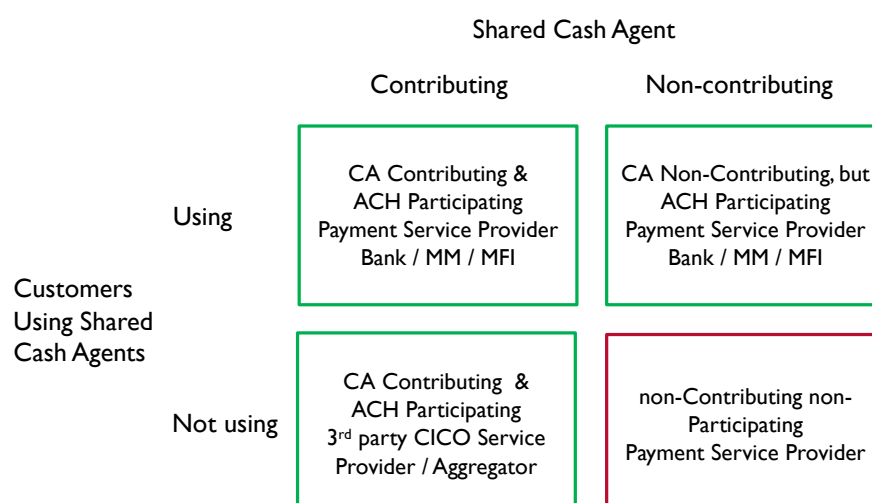 Shared Cash Agent
Contributing
Non-contributing
CA Contributing &
ACH Participating
Payment Service Provider
Bank / MM / MFI
CA Non-Contributing, but
ACH Participating
Payment Service Provider
Bank / MM / MFI
Using
Customers
Using Shared
Cash Agents
Not using
CA Contributing &
ACH Participating
3rd party CICO Service
Provider / Aggregator
non-Contributing non-
Participating
Payment Service Provider